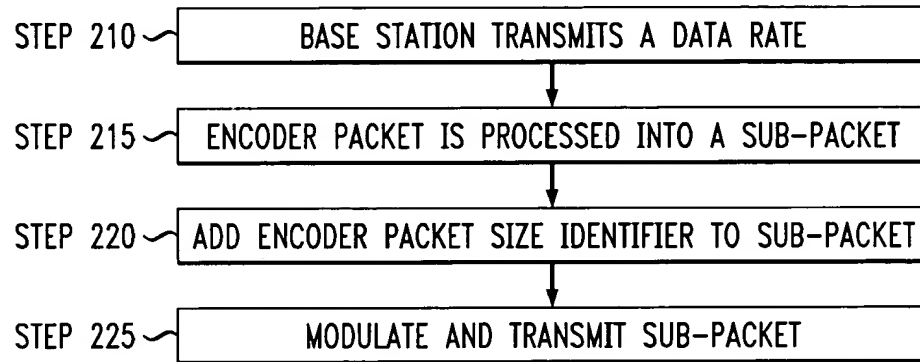 STEP 210 BASE STATION TRANSMITS A DATA RATE
STEP 215 ENCODER PACKET IS PROCESSED INTO A SUB-PACKET
STEP 220 ADD ENCODER PACKET SIZE IDENTIFIER TO SUB-PACKET
STEP 225 MODULATE AND TRANSMIT SUB-PACKET